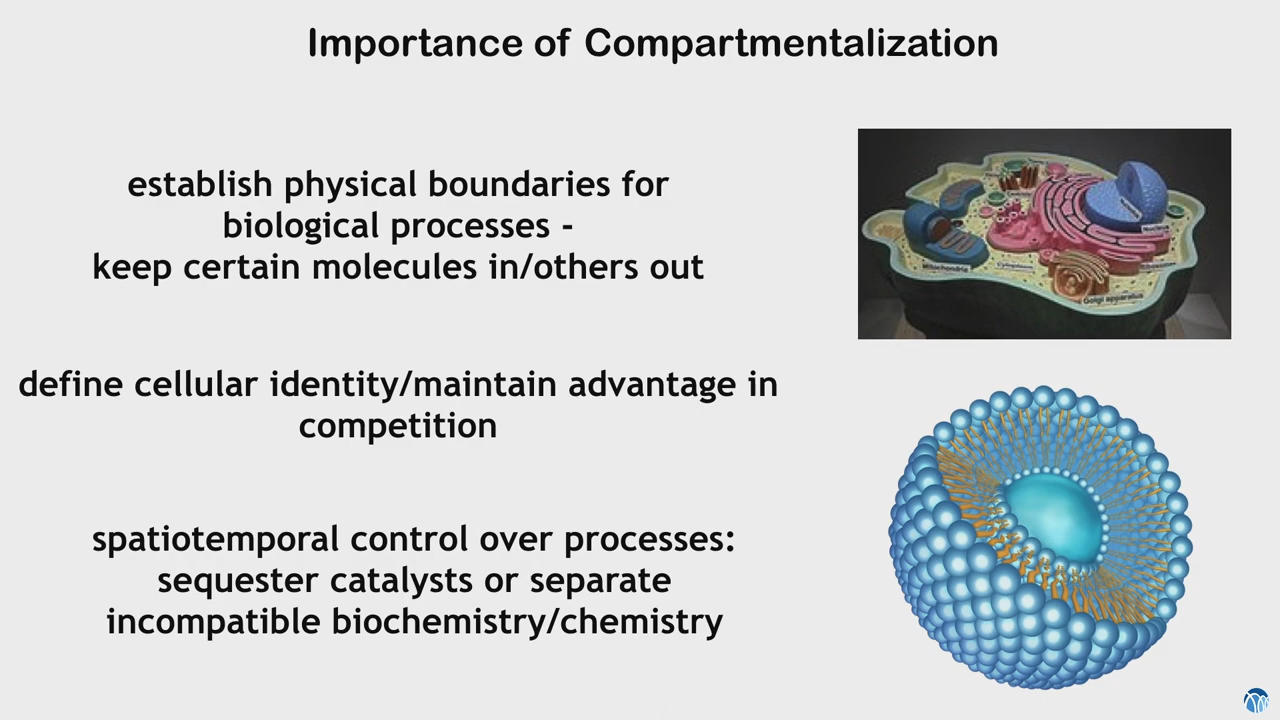 Importance of Compartmentalization
establish physical boundaries for
biological processes -
keep certain molecules in/others out
define cellular identity/maintain advantage in
competition
spatiotemporal control over processes:
sequester catalysts or separate
incompatible biochemistry/chemistry
Mitochondria
Cytoplasm
Golgi apparatus